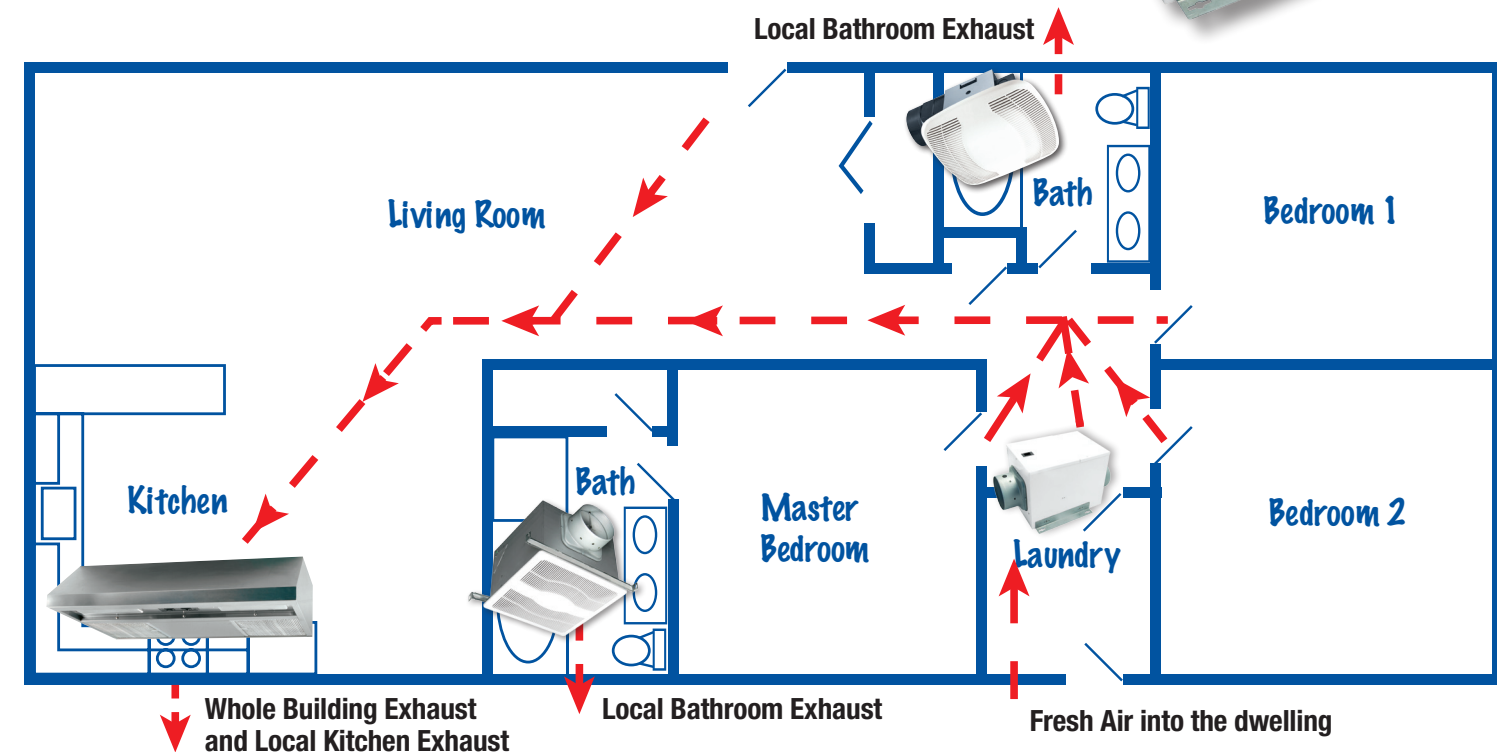 Local Bathroom Exhaust
Living Room
Bath
Bedroom 1
Kitchen
Bath
Master
Bedroom
Laundry
Bedroom 2
Whole Building Exhaust
and Local Kitchen Exhaust
Local Bathroom Exhaust
Fresh Air into the dwelling